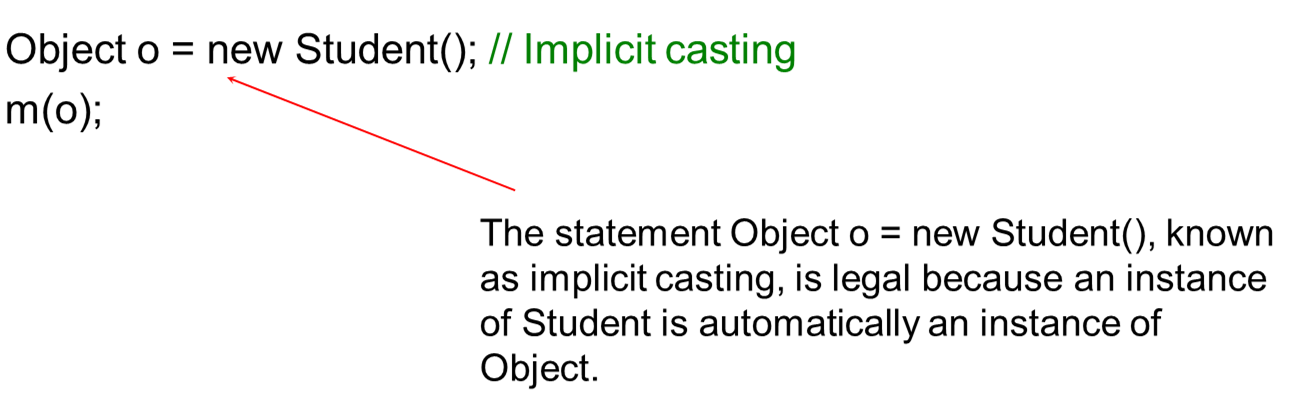 Object o = new Student(); // Implicit casting
m(o);
The statement Object o = new Student(), known
as implicit casting, is legal because an instance
of Student is automatically an instance of
Object.